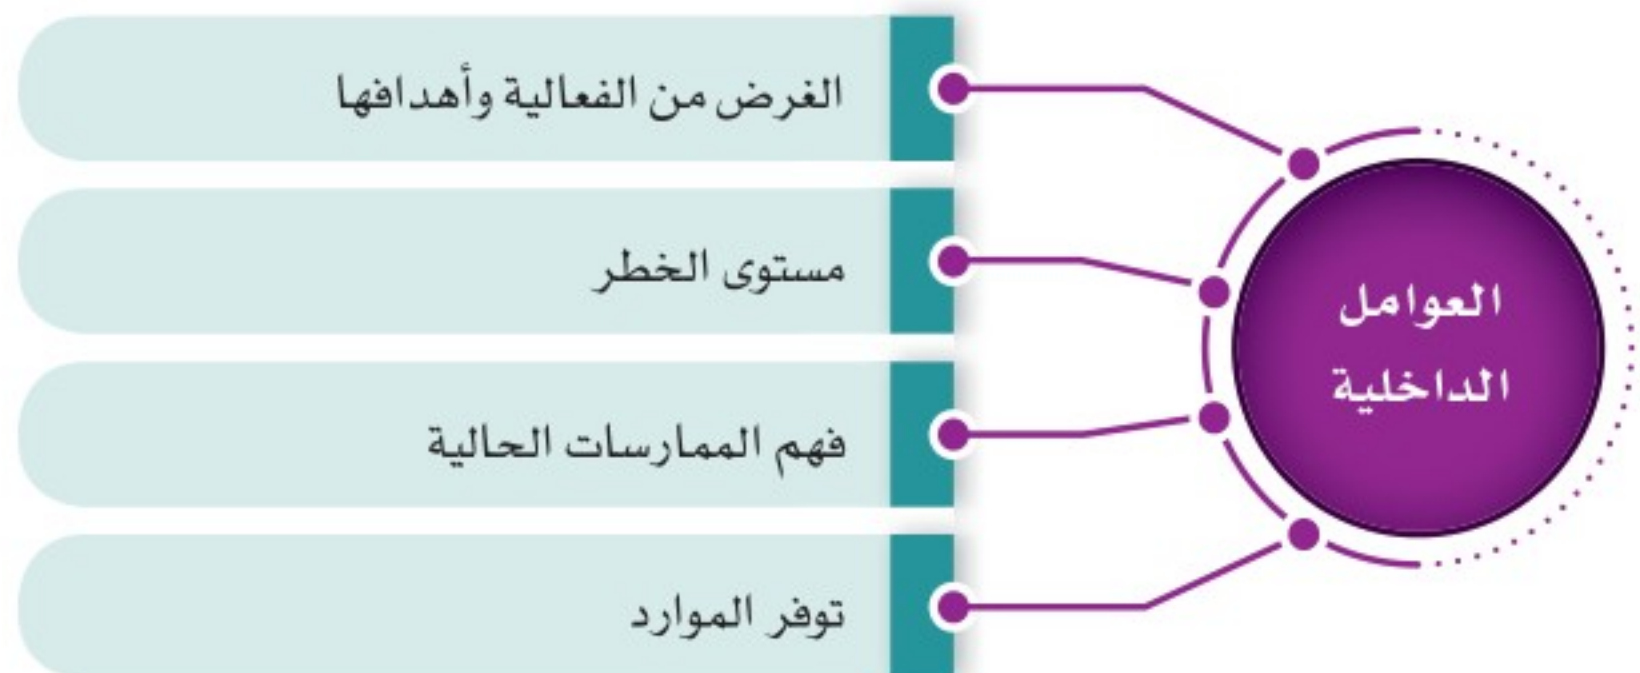 العوامل
الداخلية
الغرض من الفعالية وأهدافها
مستوى الخطر
فهم الممارسات الحالية
توفر الموارد